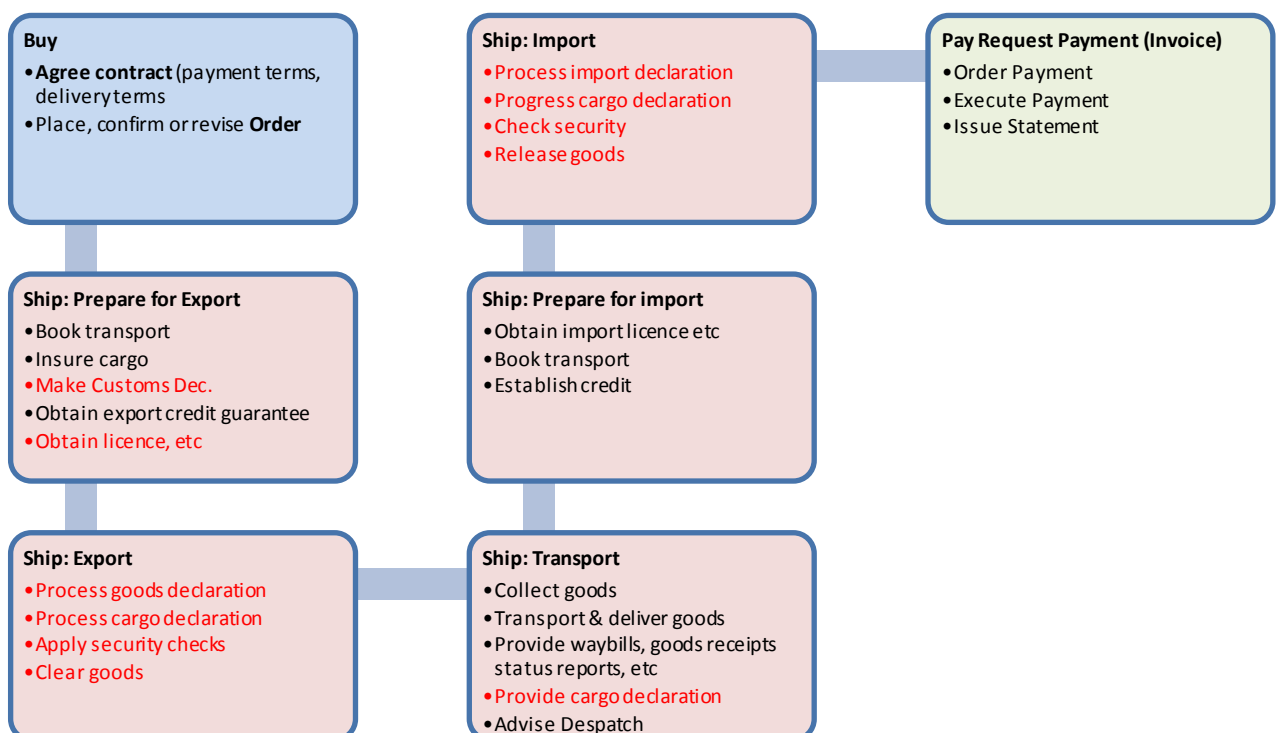 Buy
•Agree contract (payment terms,
delivery terms
•Place, confirm or revise Order
Ship: Prepare for Export
•Book transport
•Insure cargo
•Make Customs Dec.
•Obtain export credit guarantee
•Obtain licence, etc
Ship: Export
•Process goods declaration
•Process cargo declaration
•Apply security checks
•Clear goods
Ship: Transport
•Collect goods
•Transport & deliver goods
•Provide waybills, goods receipts
status reports, etc
•Provide cargo declaration
•Advise Despatch
Ship: Prepare for import
•Obtain import licence etc
•Book transport
•Establish credit
Ship: Import
•Process import declaration
•Progress cargo declaration
•Check security
•Release goods
Pay Request Payment (Invoice)
•Order Payment
•Execute Payment
•Issue Statement